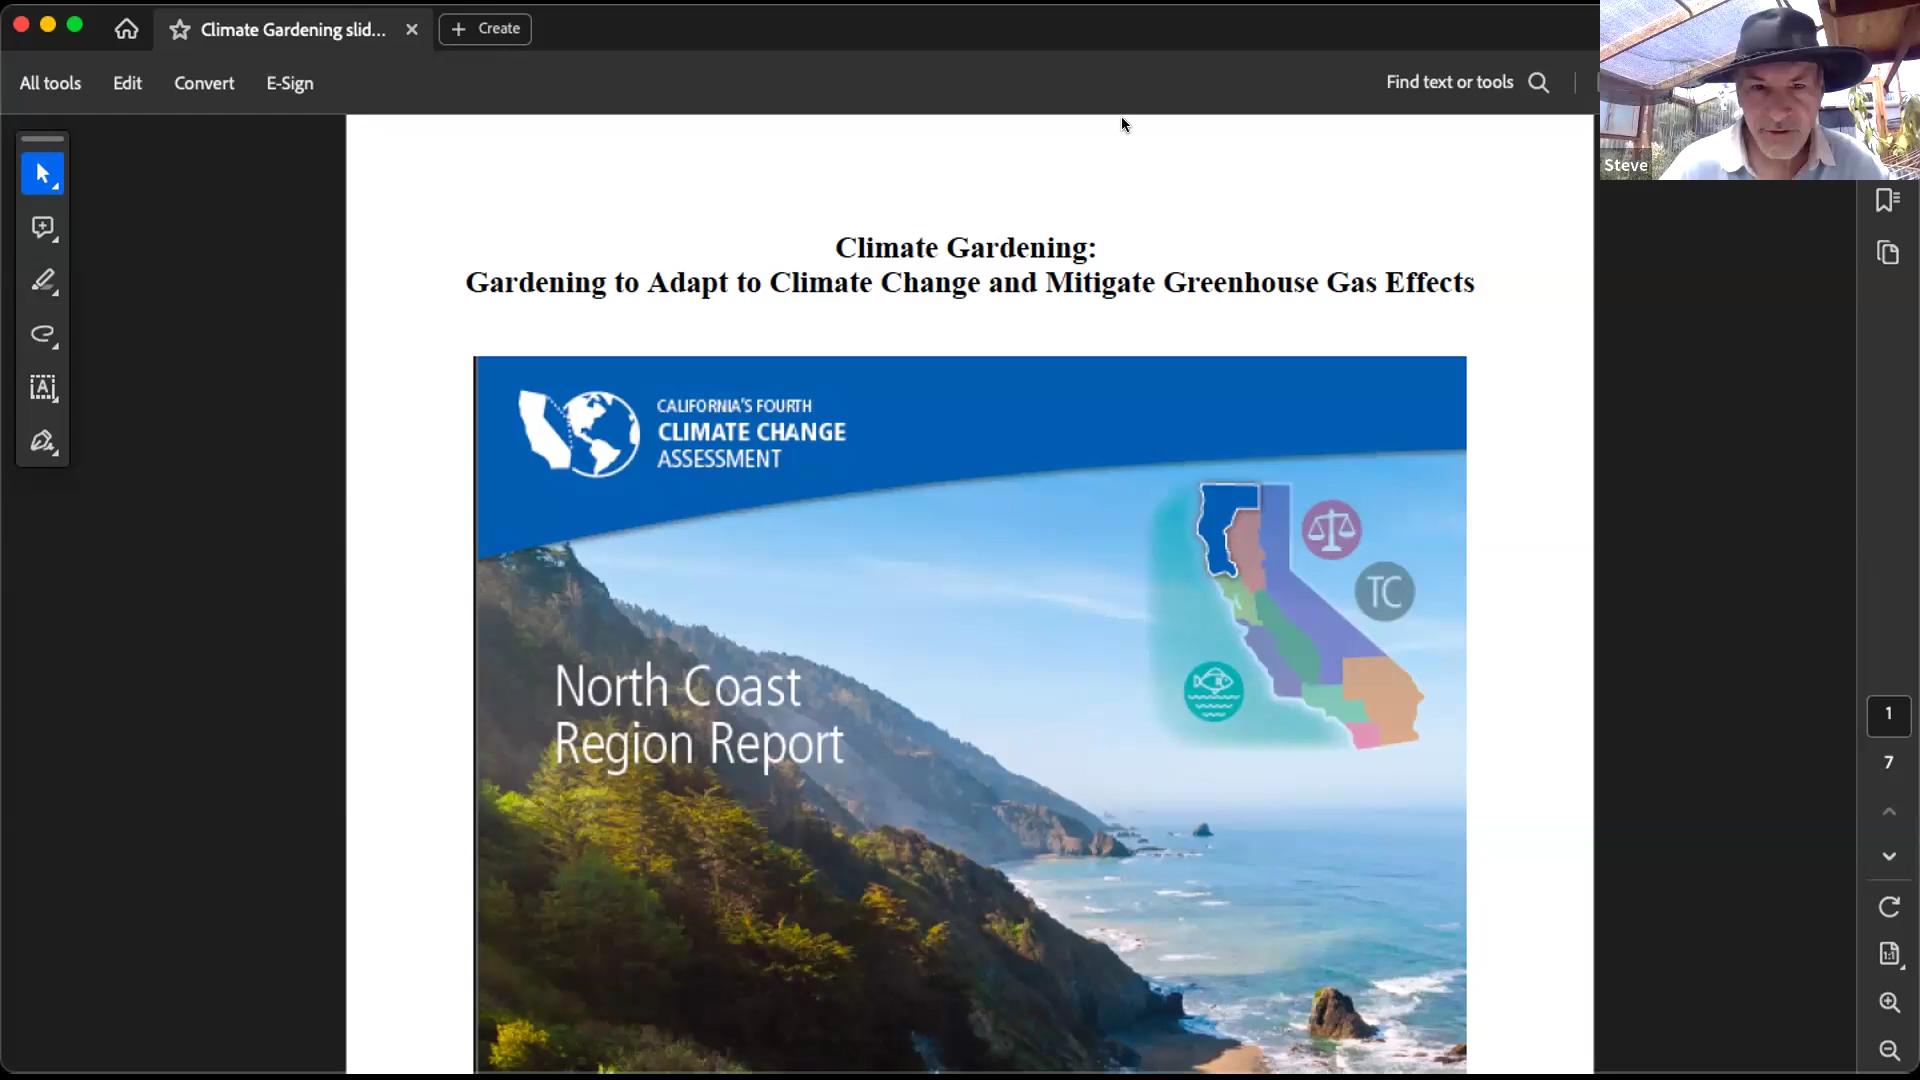 Climate Gardening slid...
Create
All tools
Edit
Convert
E-Sign
Find text or tools
Steve
Climate Gardening:
Gardening to Adapt to Climate Change and Mitigate Greenhouse Gas Effects
CALIFORNIA'S FOURTH
CLIMATE CHANGE
ASSESSMENT
TC
North Coast
Region Report
A
1
7
1:1